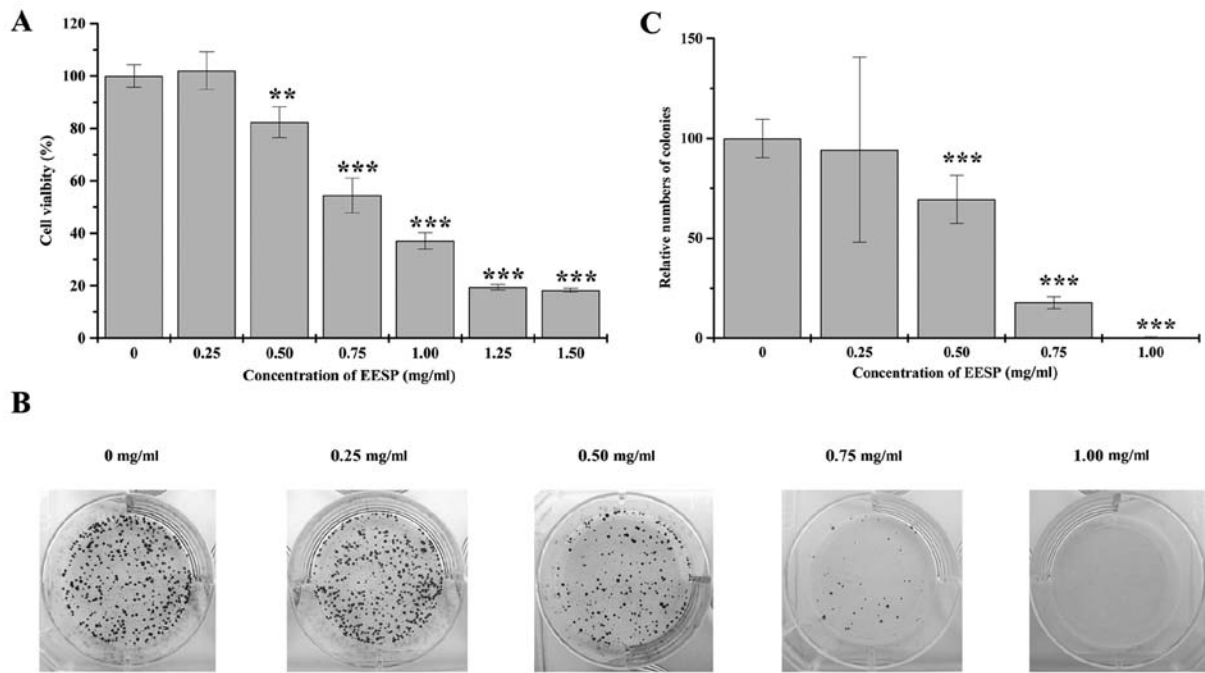 A
120
100
80
60
40
20
0
Cell vialbity (%)
**
***
***
***
***
0 0.25 0.50 0.75 1.00 1.25 1.50
Concentration of EESP (mg/ml)
C
150
100
50
0
Relative numbers of colonies
***
***
***
0 0.25 0.50 0.75 1.00
Concentration of EESP (mg/ml)
B
0 mg/ml 0.25 mg/ml 0.50 mg/ml 0.75 mg/ml 1.00 mg/ml